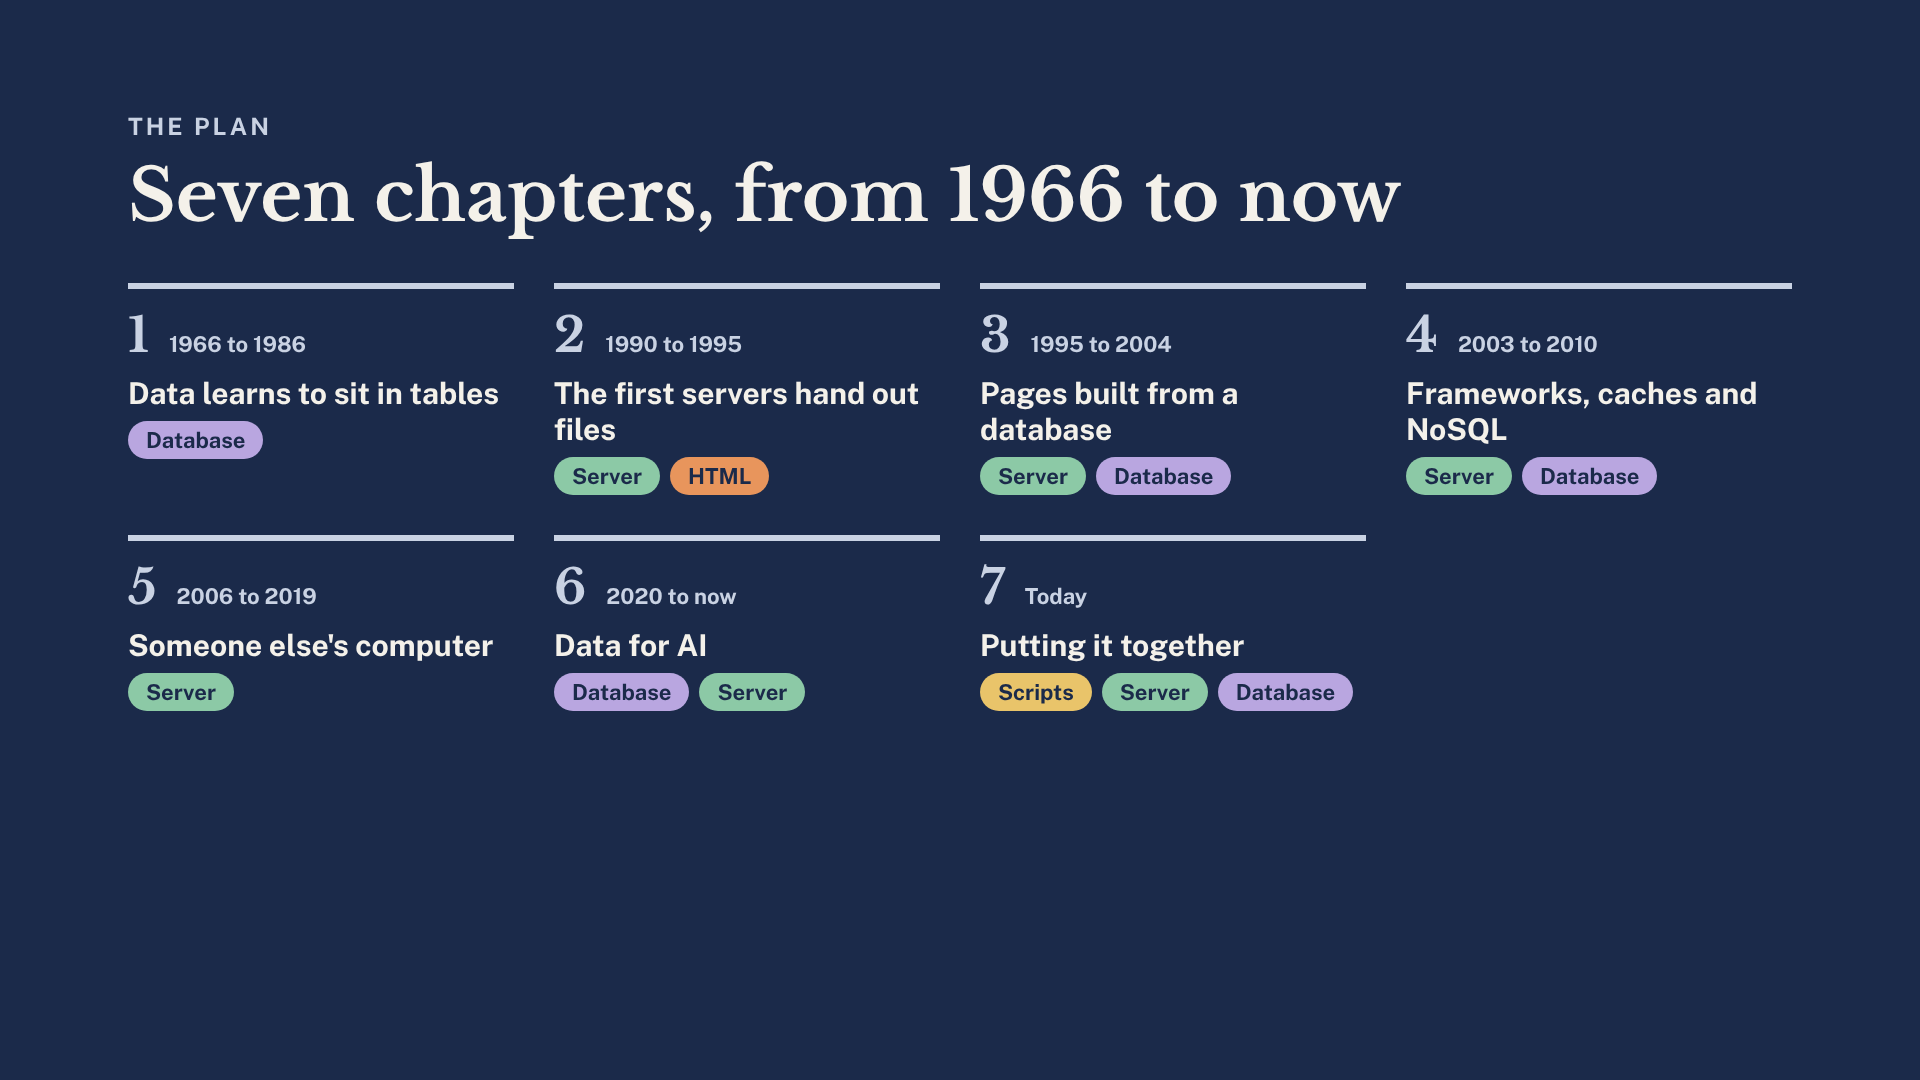 THE PLAN
Seven chapters, from 1966 to now
1 1966 to 1986
Data learns to sit in tables
Database
2 1990 to 1995
The first servers hand out
files
Server HTML
3 1995 to 2004
Pages built from a
database
Server Database
4 2003 to 2010
Frameworks, caches and
NoSQL
Server Database
5 2006 to 2019
Someone else's computer
Server
6 2020 to now
Data for AI
Database Server
7 Today
Putting it together
Scripts Server Database